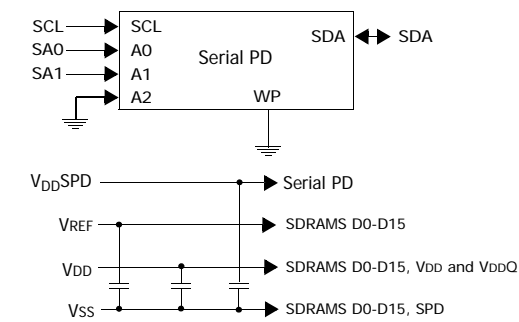 SCL SCL SDA SDA
SA0 A0 Serial PD
SA1 A1
A2 WP
VDDSPD Serial PD
VREF SDRAMS D0-D15
VDD SDRAMS D0-D15, VDD and VDDQ
VSS SDRAMS D0-D15, SPD